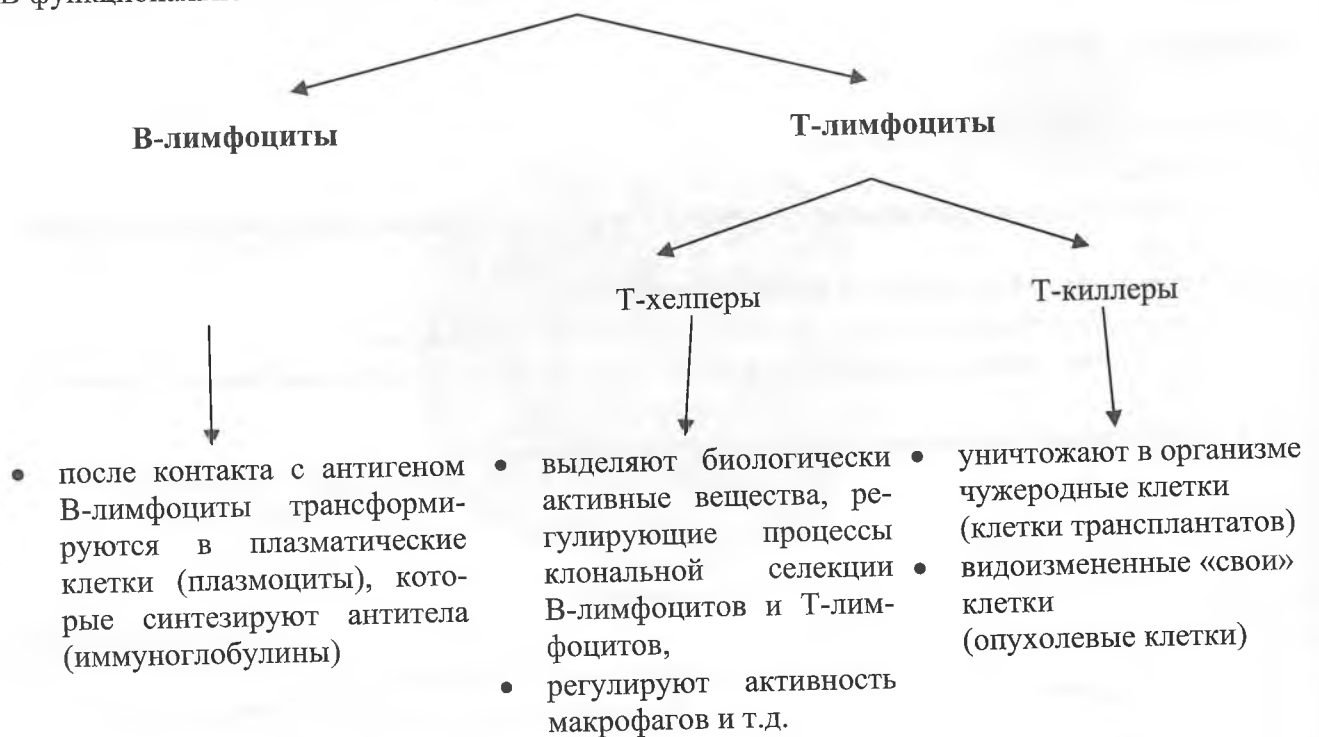 В-лимфоциты
Т-лимфоциты
Т-хелперы
Т-киллеры
• после контакта с антигеном
В-лимфоциты трансформи-
руются в плазматические
клетки (плазмоциты), кото-
рые синтезируют антитела
(иммуноглобулины)
• выделяют биологически
активные вещества, ре-
гулирующие процессы
клональной селекции
В-лимфоцитов и Т-лим-
фоцитов,
• регулируют активность
макрофагов и т.д.
• уничтожают в организме
чужеродные клетки
(клетки трансплантатов)
• видоизмененные «свои»
клетки
(опухолевые клетки)